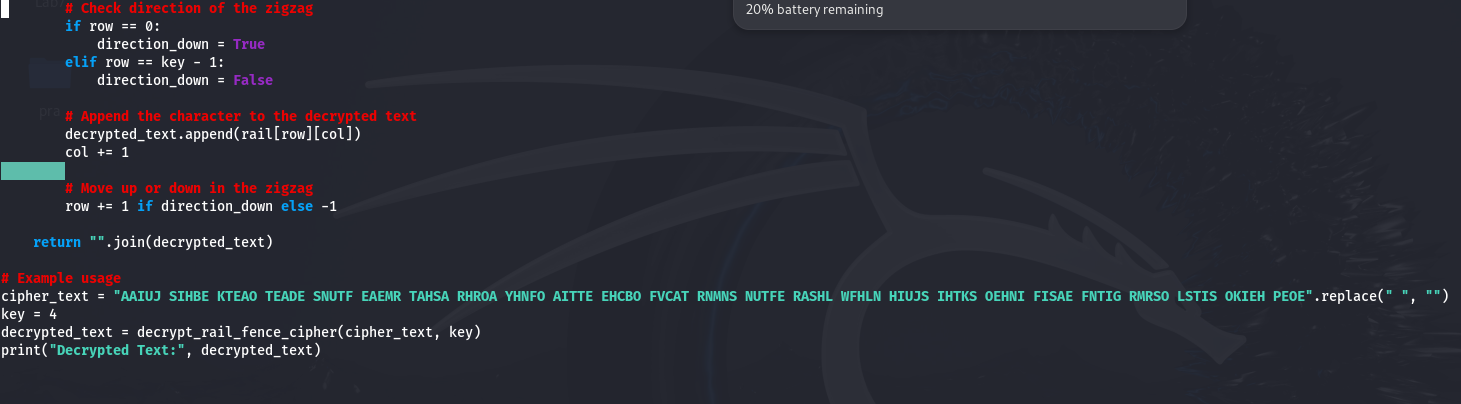 # Check direction of the zigzag
20% battery remaining
if row == 0:
direction_down = True
elif row == key - 1:
direction_down = False
pra
# Append the character to the decrypted text
decrypted_text.append(rail[row][col])
col += 1
# Move up or down in the zigzag
row += 1 if direction_down else -1
return "".join(decrypted_text)
# Example usage
cipher_text = "AAIUJ SIHBE KTEAO TEADE SNUTF EAEMR TAHSA RHROA YHNFO AITTE EHCBO FVCAT RNMNS NUTFE RASHL WFHLN HIUJS IHTKS OEHNI FISAE FNTIG RMRSO LSTIS OKIEH PEOE".replace(" ", "")
key = 4
decrypted_text = decrypt_rail_fence_cipher(cipher_text, key)
print("Decrypted Text:", decrypted_text)